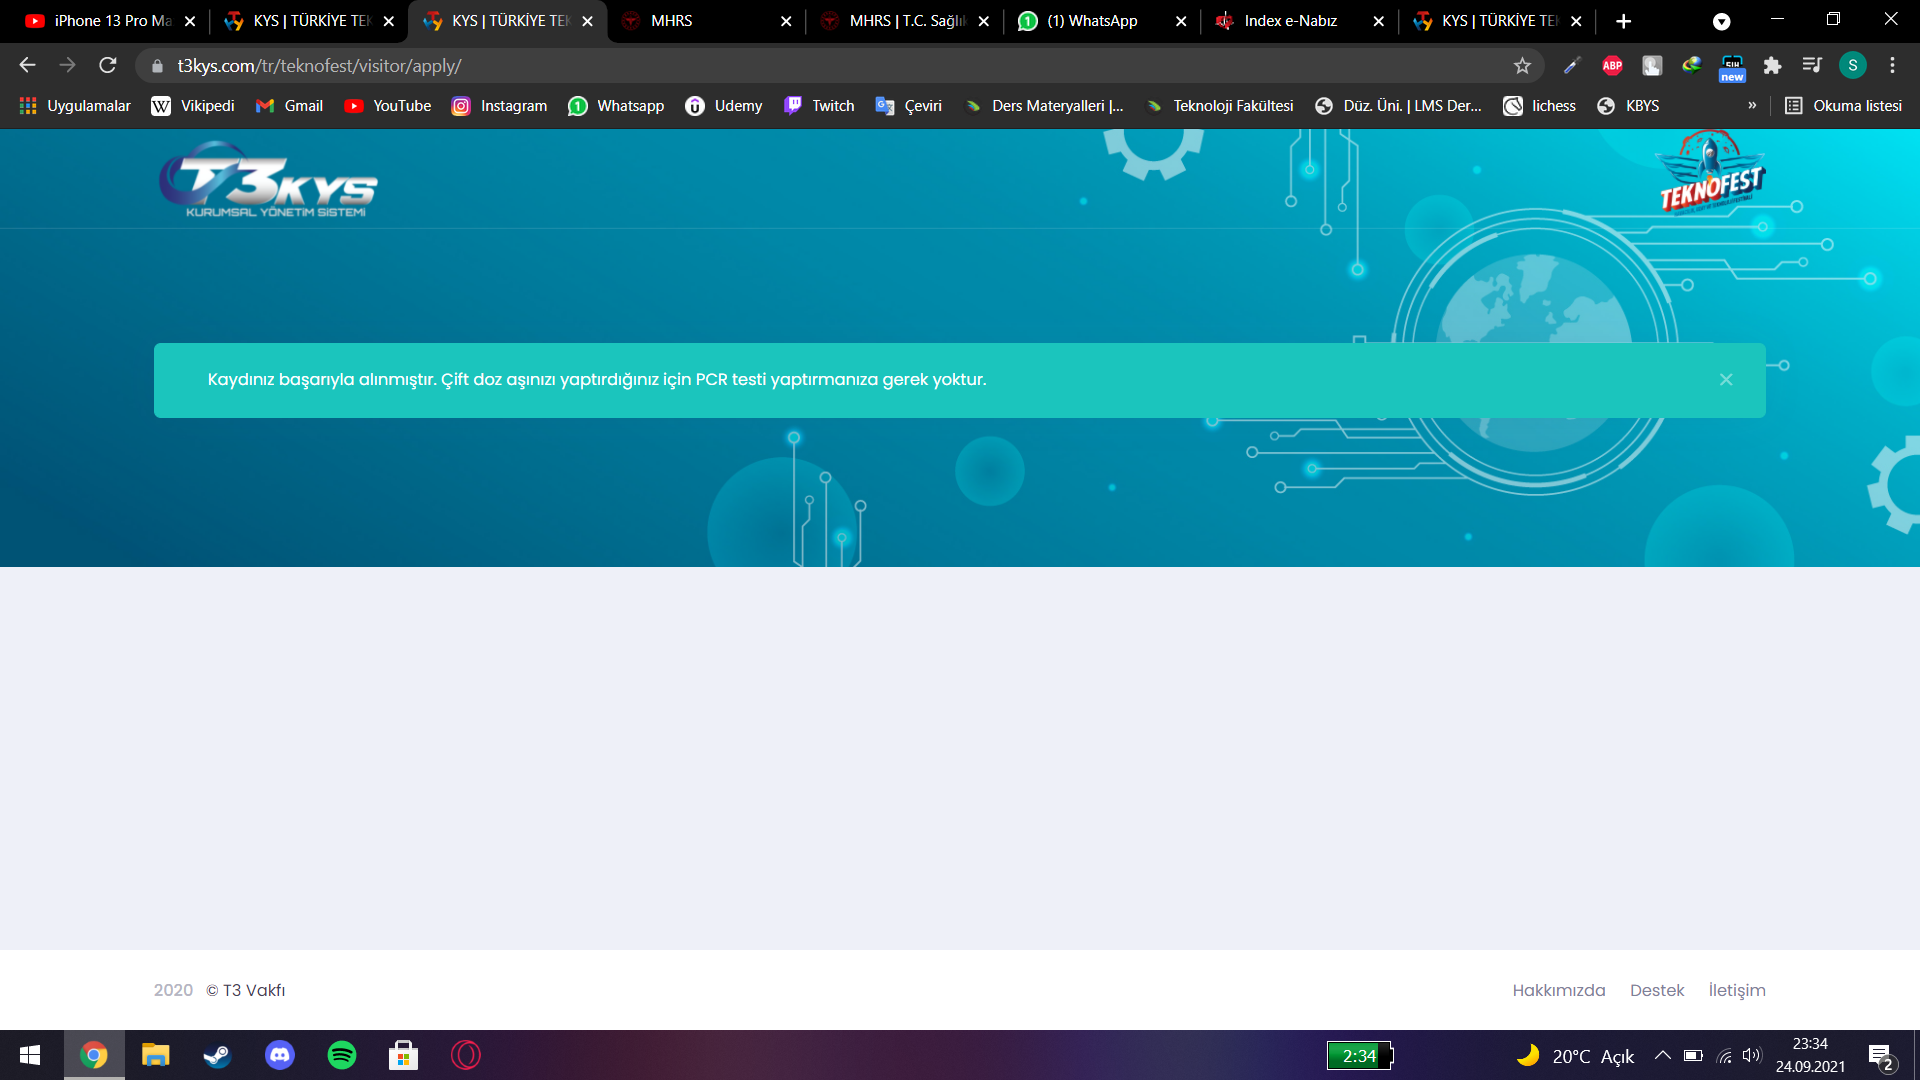 iPhone 13 Pro Ma
KYS | TÜRKİYE TEK
KYS | TÜRKİYE TEK
MHRS
MHRS | T.C. Sağlık
(1) WhatsApp
Index e-Nabız
KYS | TÜRKİYE TEK
t3kys.com/tr/teknofest/visitor/apply/
ABP
new
S
Uygulamalar
Vikipedi
Gmail
YouTube
Instagram
Whatsapp
Udemy
Twitch
Çeviri
Ders Materyalleri |...
Teknoloji Fakültesi
Düz. Üni. | LMS Der...
lichess
KBYS
»
Okuma listesi
T3KYS
KURUMSAL YÖNETİM SİSTEMİ
TEKNOFEST
Kaydınız başarıyla alınmıştır. Çift doz aşınızı yaptırdığınız için PCR testi yaptırmanıza gerek yoktur.
2020 © T3 Vakfı
Hakkımızda
Destek
İletişim
2:34
20°C Açık
23:34
24.09.2021
2